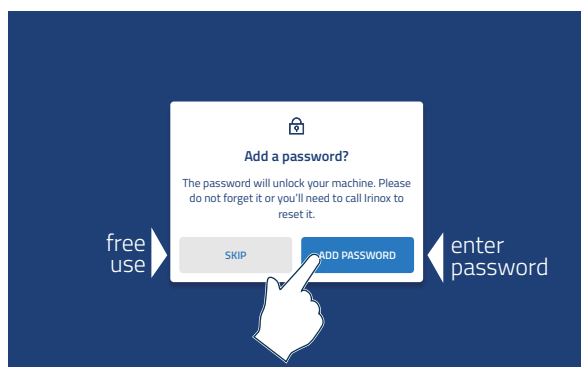 Add a password?
The password will unlock your machine. Please
do not forget it or you'll need to call Irinox to
reset it.
free
use
SKIP
ADD PASSWORD
enter
password